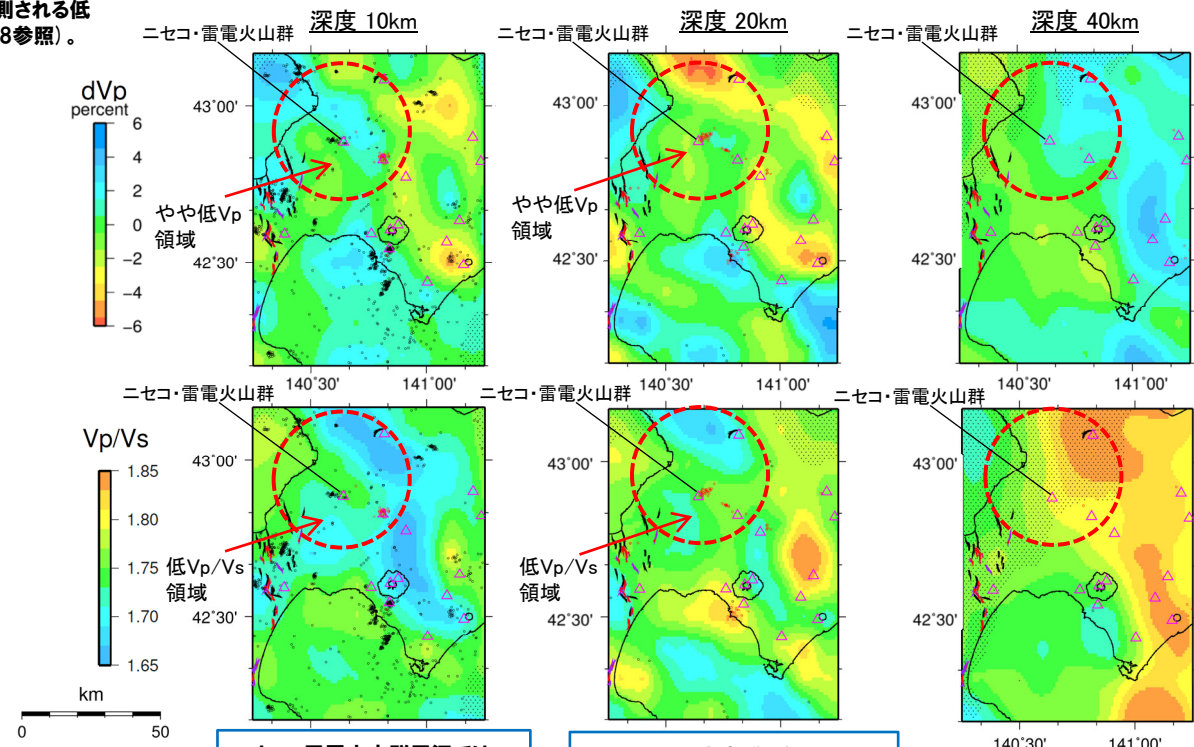 測される低
8参照）。
深度 10km
深度 20km
深度 40km
ニセコ・雷電火山群
ニセコ・雷電火山群
ニセコ・雷電火山群
dVp
percent
6
4
2
0
−2
−4
−6
43°00'
42°30'
140°30'
141°00'
やや低Vp
領域
43°00'
42°30'
140°30'
141°00'
やや低Vp
領域
43°00'
42°30'
140°30'
141°00'
ニセコ・雷電火山群
ニセコ・雷電火山群
ニセコ・雷電火山群
Vp/Vs
1.85
1.80
1.75
1.70
1.65
43°00'
42°30'
低Vp/Vs
領域
43°00'
42°30'
低Vp/Vs
領域
43°00'
42°30'
140°30'
141°00'
km
0
50